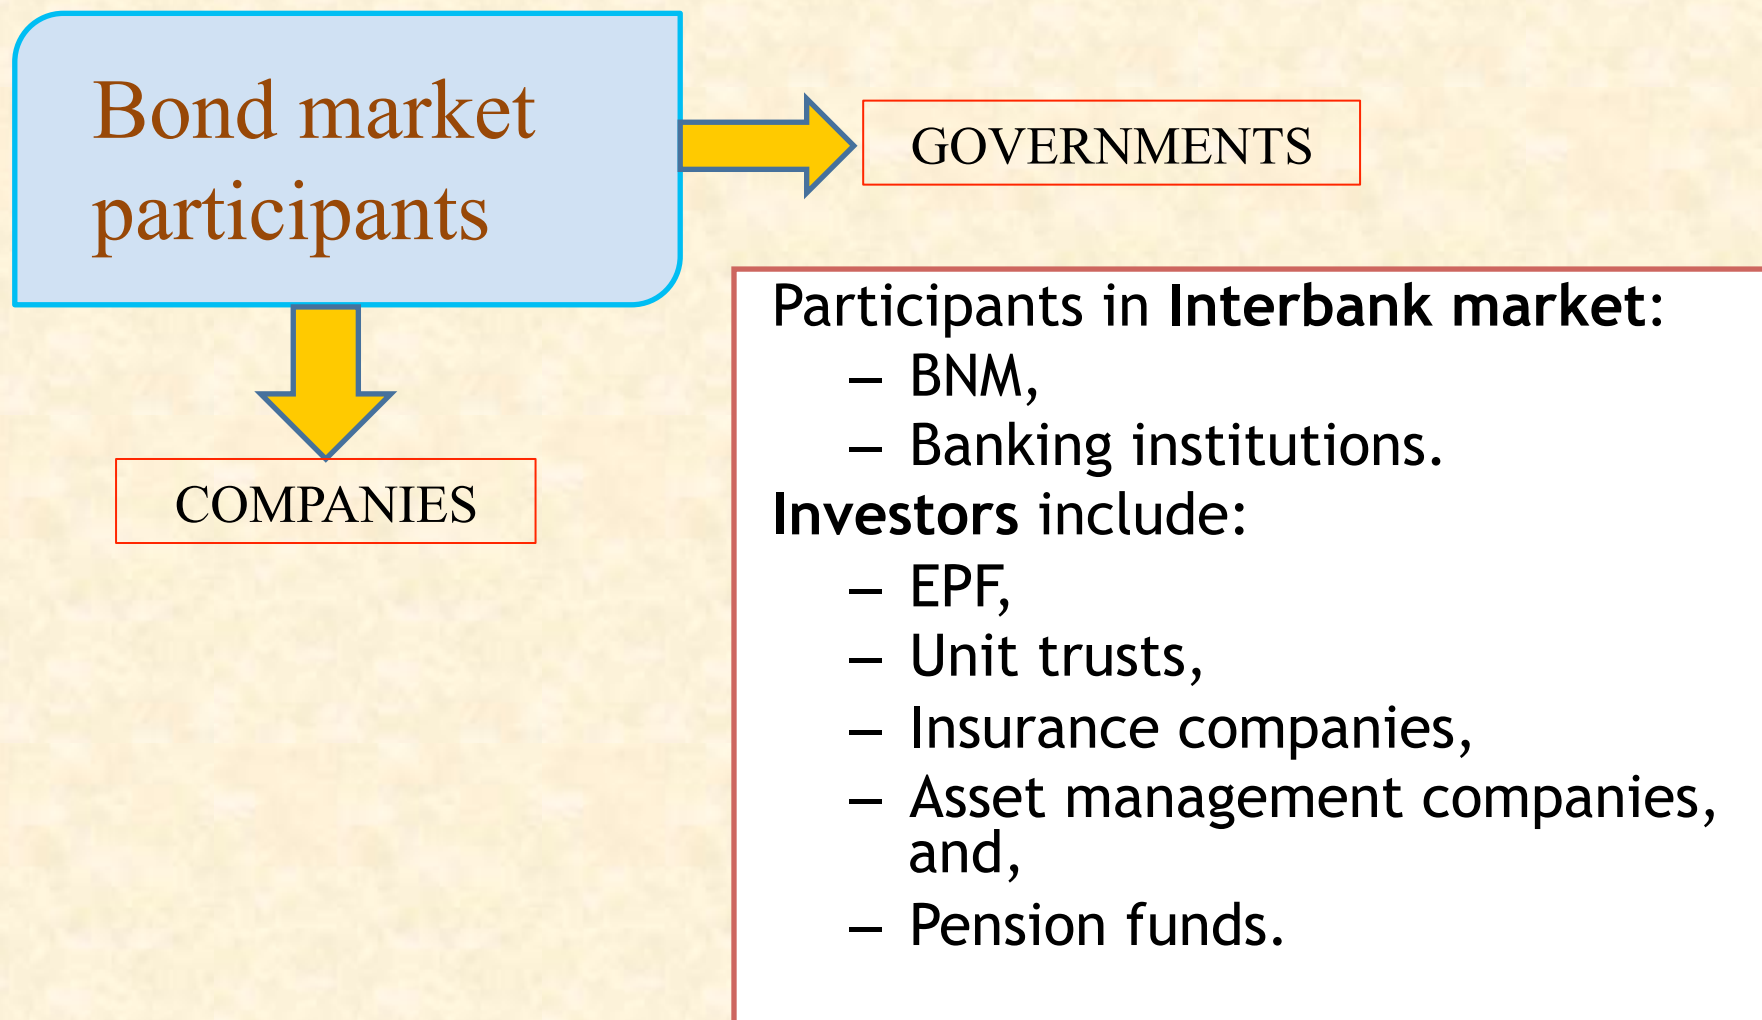 Bond market
participants
GOVERNMENTS
COMPANIES
Participants in Interbank market:
– BNM,
– Banking institutions.
Investors include:
– EPF,
– Unit trusts,
– Insurance companies,
– Asset management companies,
and,
– Pension funds.